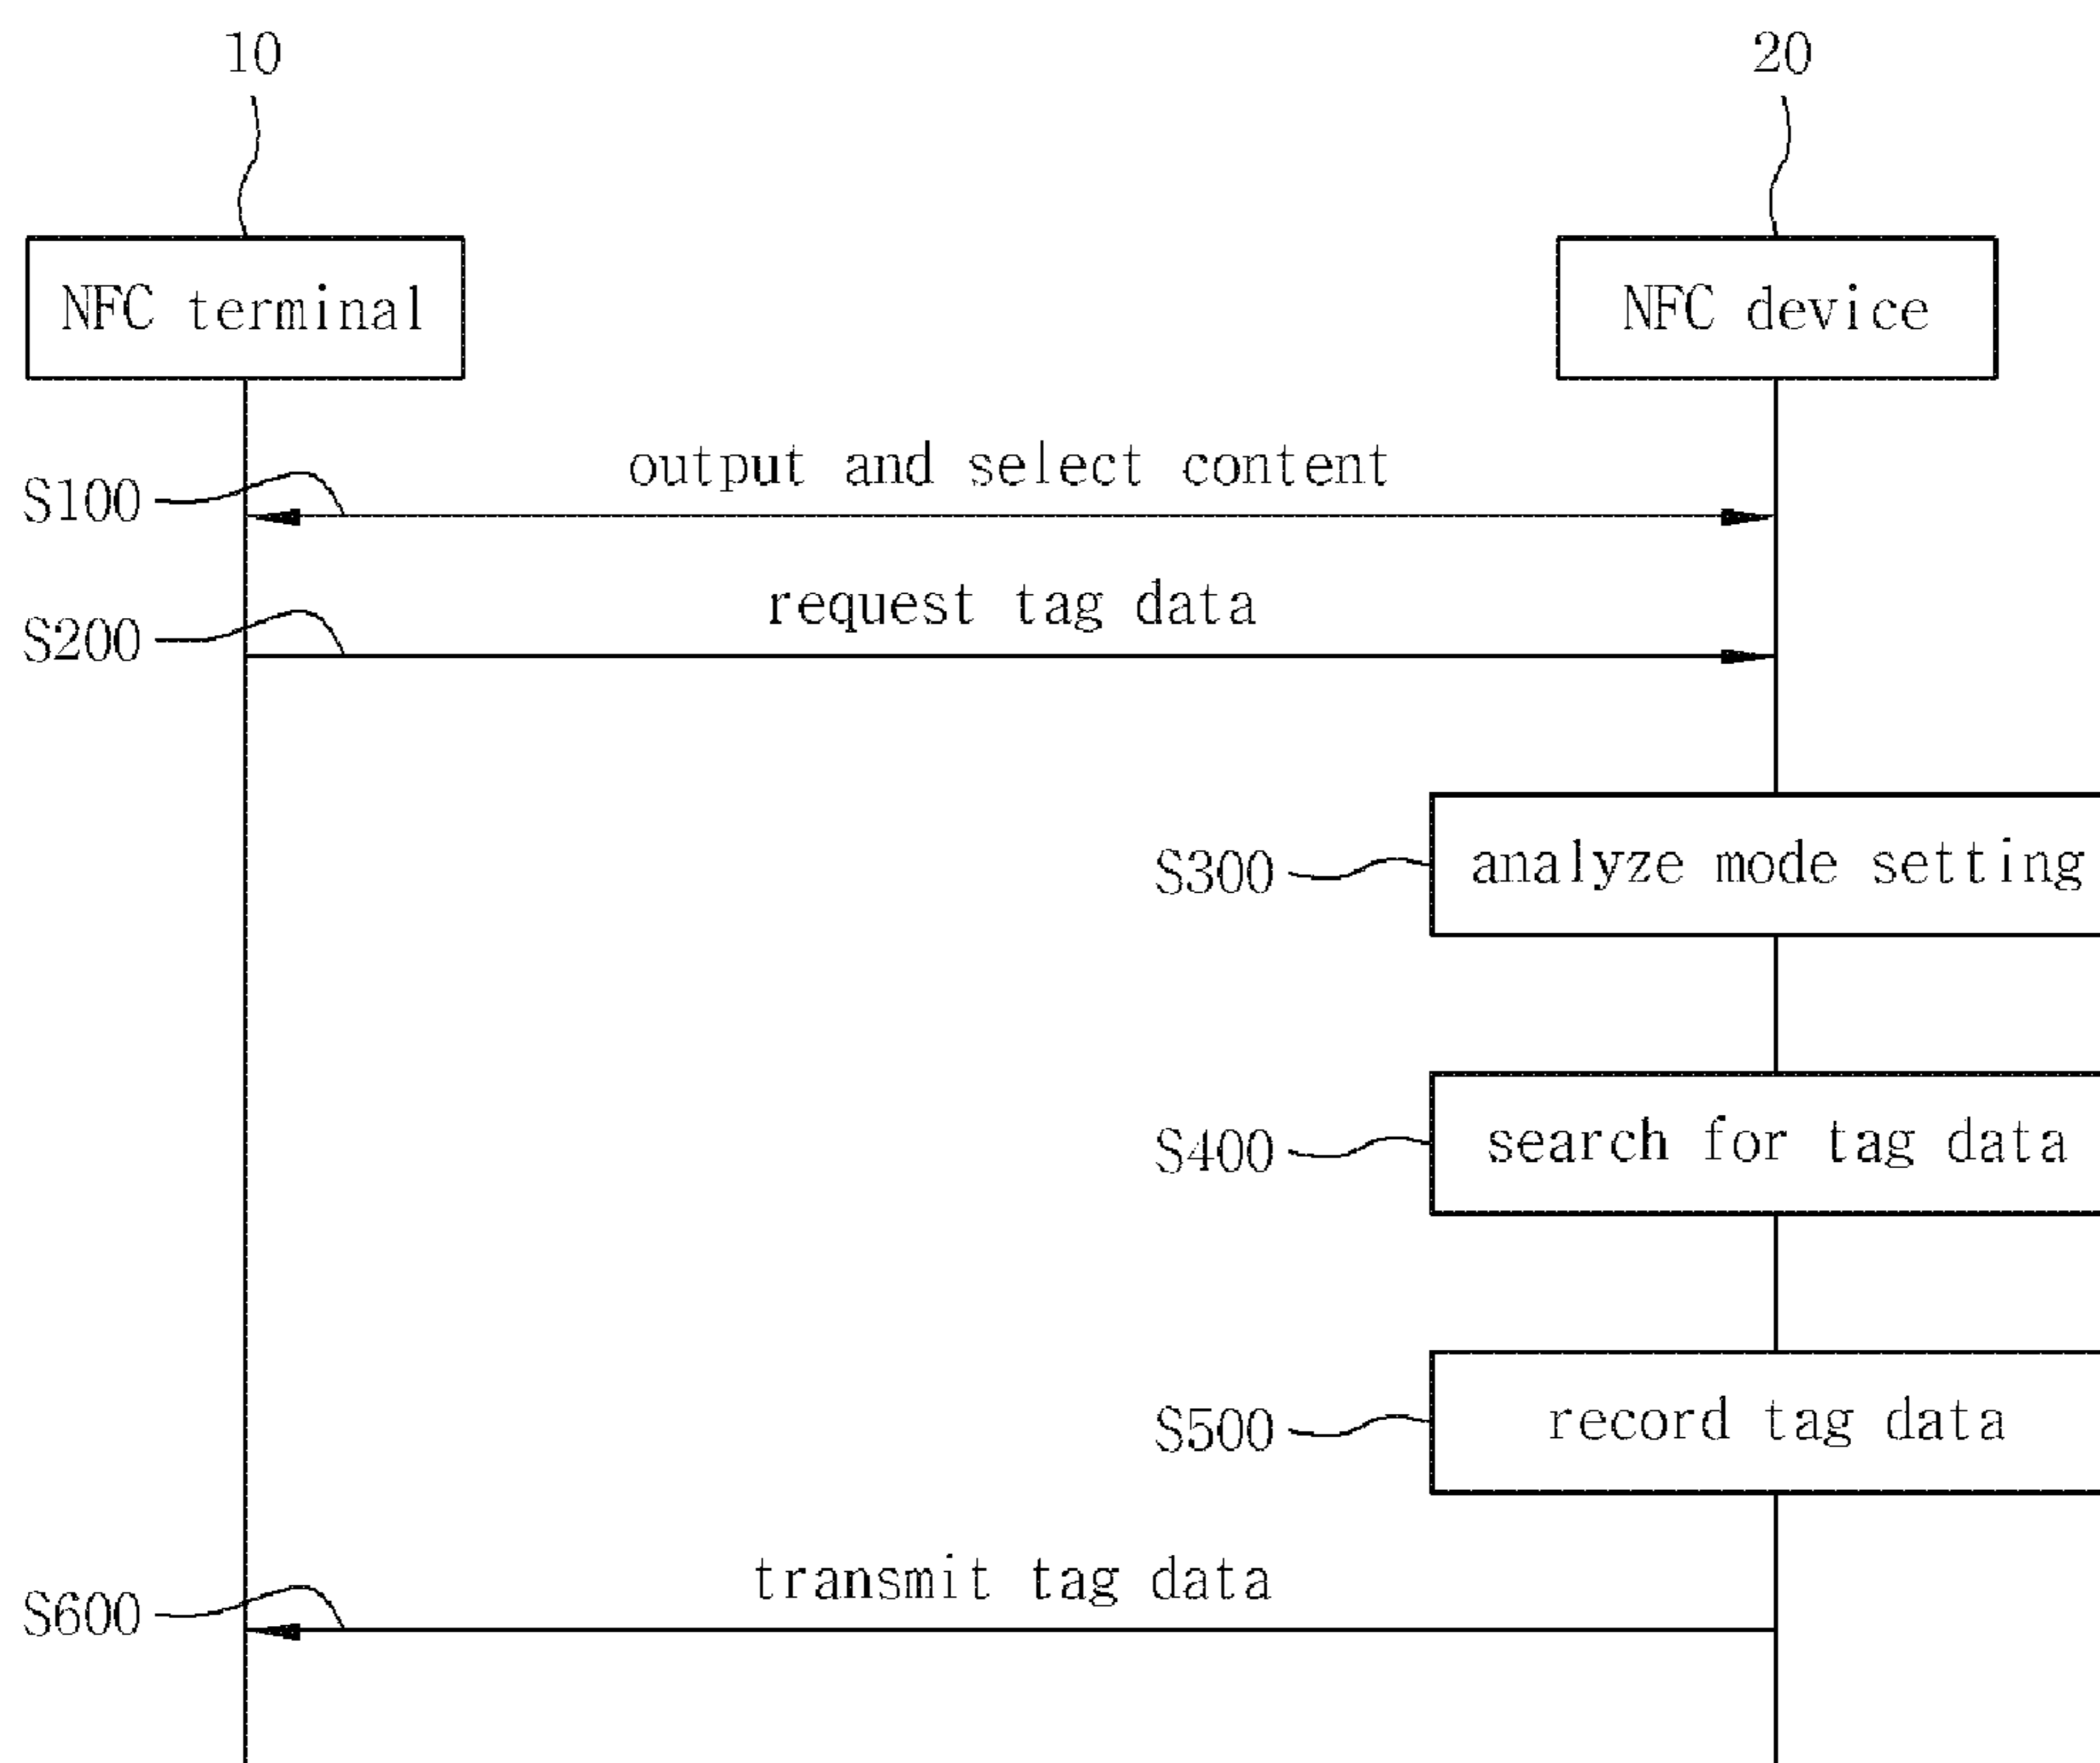 10
20
NFC terminal
NFC device
output and select content
S100
request tag data
S200
S300
analyze mode setting
S400
search for tag data
S500
record tag data
transmit tag data
S600